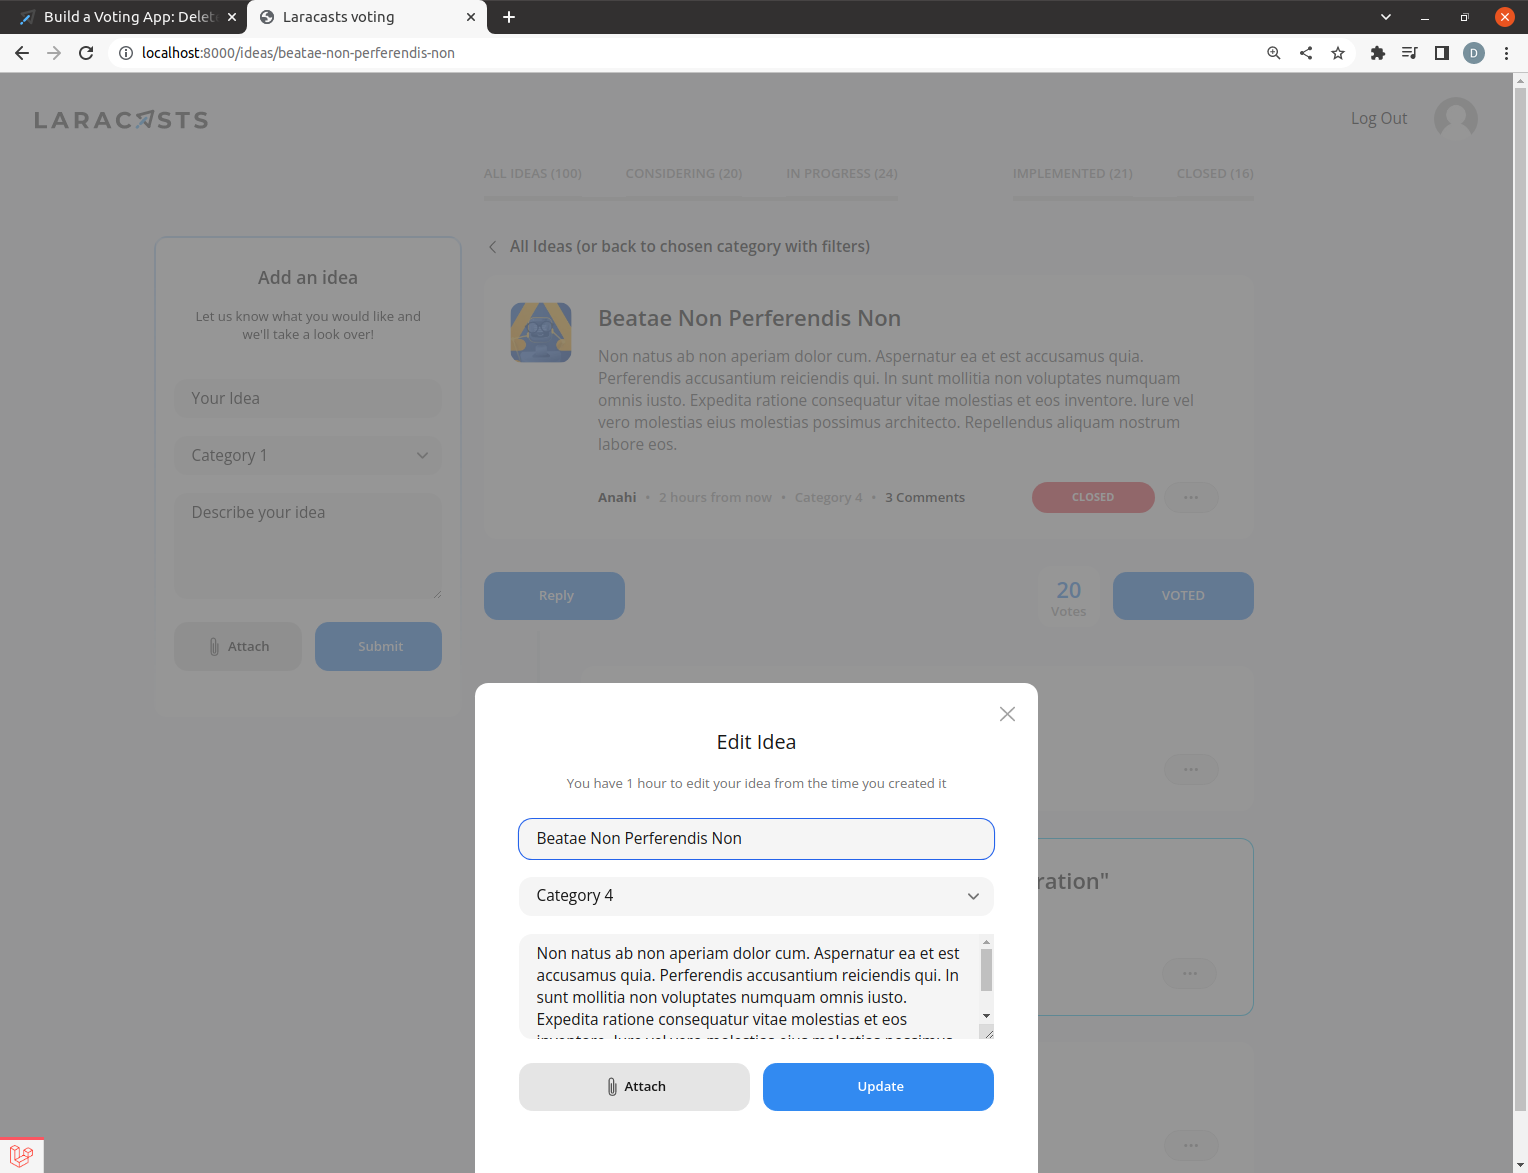 Build a Voting App: Delet
Laracasts voting
localhost:8000/ideas/beatae-non-perferendis-non
D
LARACASTS
Log Out
ALL IDEAS (100)
CONSIDERING (20)
IN PROGRESS (24)
IMPLEMENTED (21)
CLOSED (16)
All Ideas (or back to chosen category with filters)
Add an idea
Let us know what you would like and
we'll take a look over!
Your Idea
Category 1
Describe your idea
Attach
Submit
Beatae Non Perferendis Non
Non natus ab non aperiam dolor cum. Aspernatur ea et est accusamus quia.
Perferendis accusantium reiciendis qui. In sunt mollitia non voluptates numquam
omnis iusto. Expedita ratione consequatur vitae molestias et eos inventore. Iure vel
vero molestias eius molestias possimus architecto. Repellendus aliquam nostrum
labore eos.
Anahi • 2 hours from now • Category 4 • 3 Comments
CLOSED
Reply
20
Votes
VOTED
ration"
Edit Idea
You have 1 hour to edit your idea from the time you created it
Beatae Non Perferendis Non
Category 4
Non natus ab non aperiam dolor cum. Aspernatur ea et est
accusamus quia. Perferendis accusantium reiciendis qui. In
sunt mollitia non voluptates numquam omnis iusto.
Expedita ratione consequatur vitae molestias et eos
inventore. Iure vel vero molestias eius molestias possimus
Attach
Update